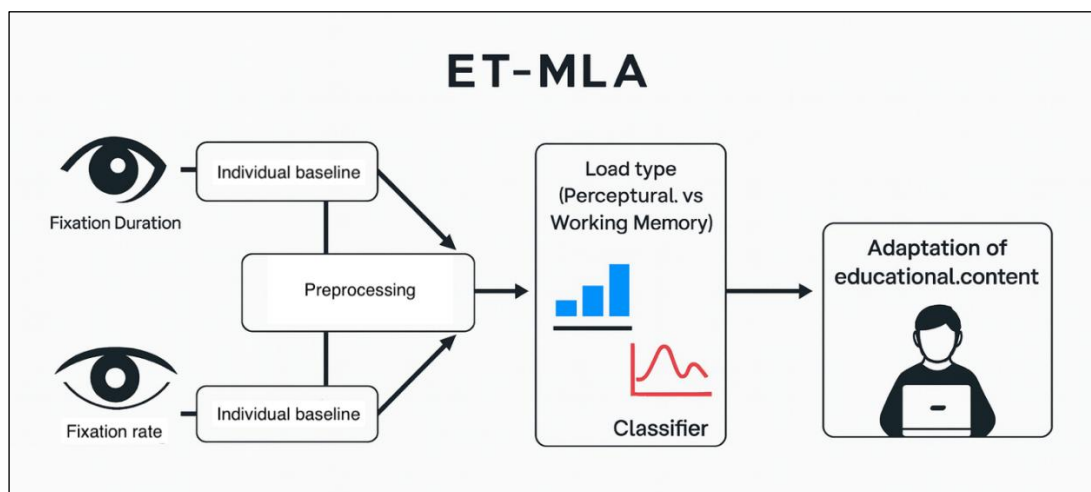 ET-MLA
Fixation Duration
Individual baseline
Preprocessing
Fixation rate
Individual baseline
Load type
(Perceptural. vs
Working Memory)
Classifier
Adaptation of
educational.content